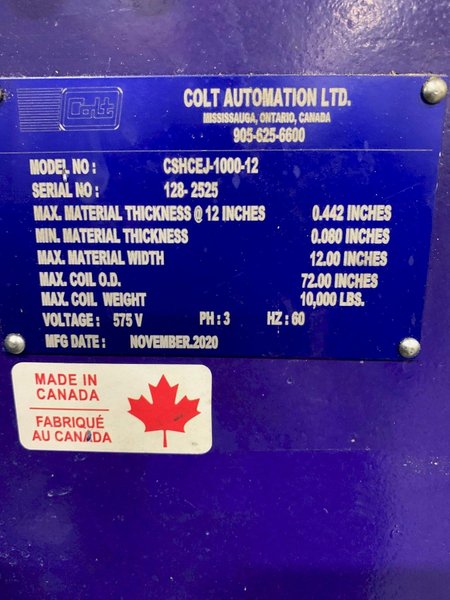 Colt
COLT AUTOMATION LTD.
MISSISSAUGA, ONTARIO, CANADA
905-625-6600
MODEL NO : CSHCEJ-1000-12
SERIAL NO : 128- 2525
MAX. MATERIAL THICKNESS @ 12 INCHES 0.442 INCHES
MIN. MATERIAL THICKNESS 0.080 INCHES
MAX. MATERIAL WIDTH 12.00 INCHES
MAX. COIL O.D. 72.00 INCHES
MAX. COIL WEIGHT 10,000 LBS.
VOLTAGE : 575 V PH : 3 HZ : 60
MFG DATE : NOVEMBER.2020
MADE IN
CANADA
FABRIQUÉ
AU CANADA